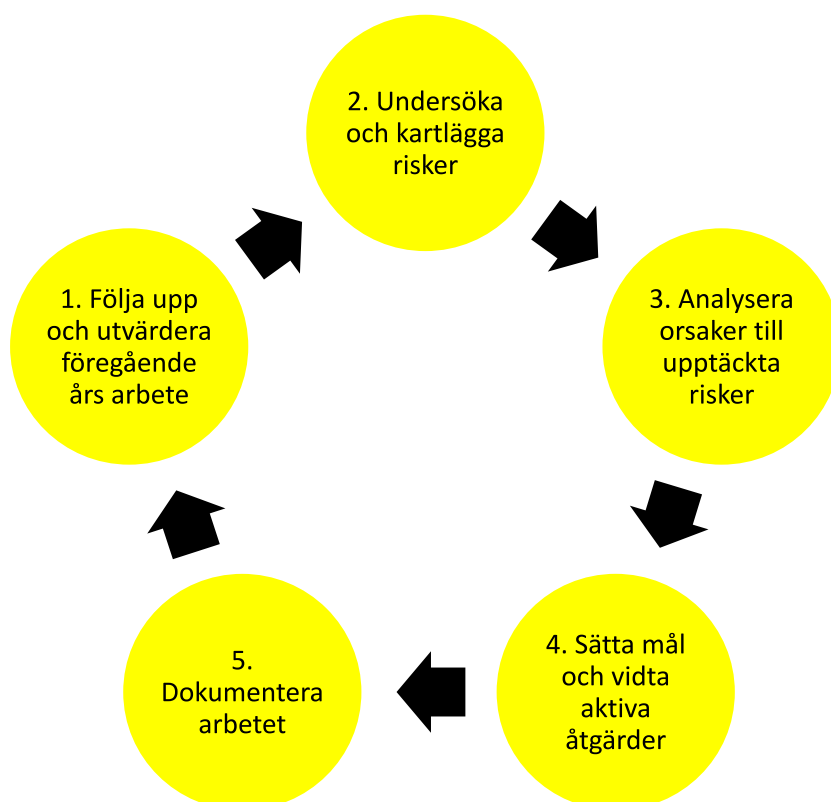 1. Följa upp
och utvärdera
föregående
års arbete
2. Undersöka
och kartlägga
risker
3. Analysera
orsaker till
upptäckta
risker
4. Sätta mål
och vidta
aktiva
åtgärder
5.
Dokumentera
arbetet